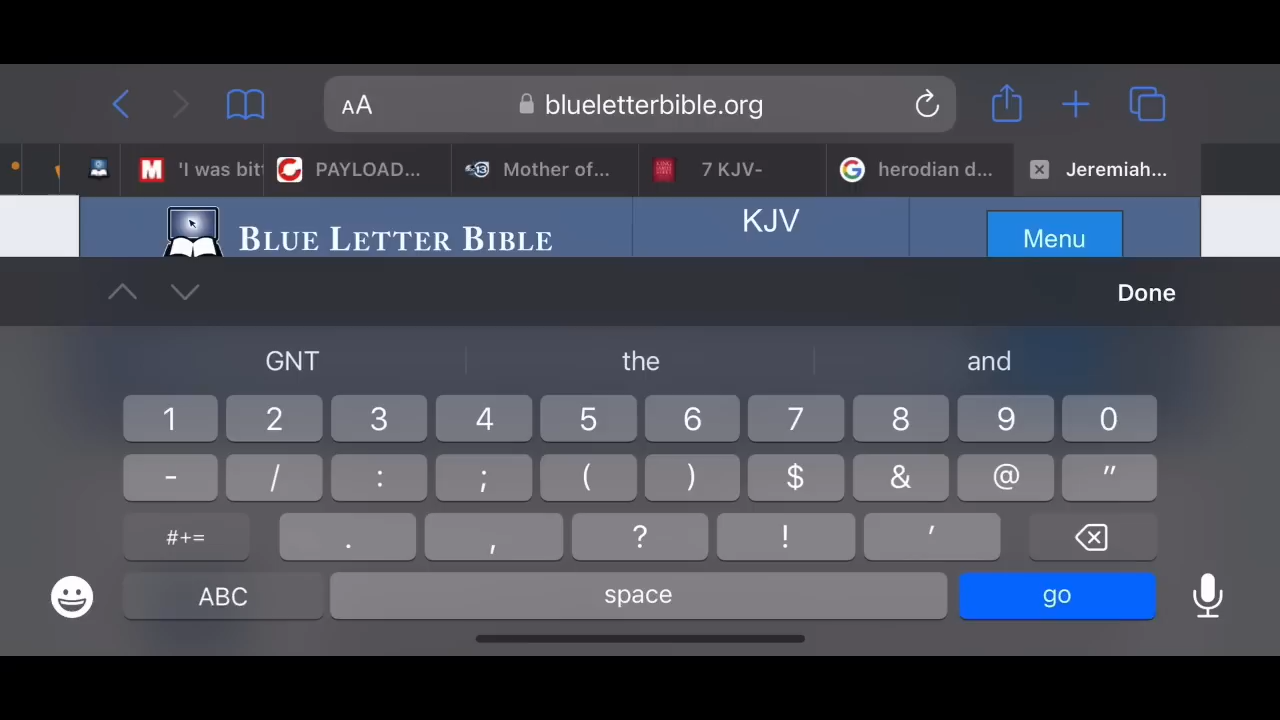 AA blueletterbible.org
M 'I was bit PAYLOAD... 13 Mother of... 7 KJV- G herodian d... Jeremiah...
BLUE LETTER BIBLE KJV Menu
Done
GNT the and
1 2 3 4 5 6 7 8 9 0
- / : ; ( ) $ & @ "
#+= . , ? ! '
ABC space go